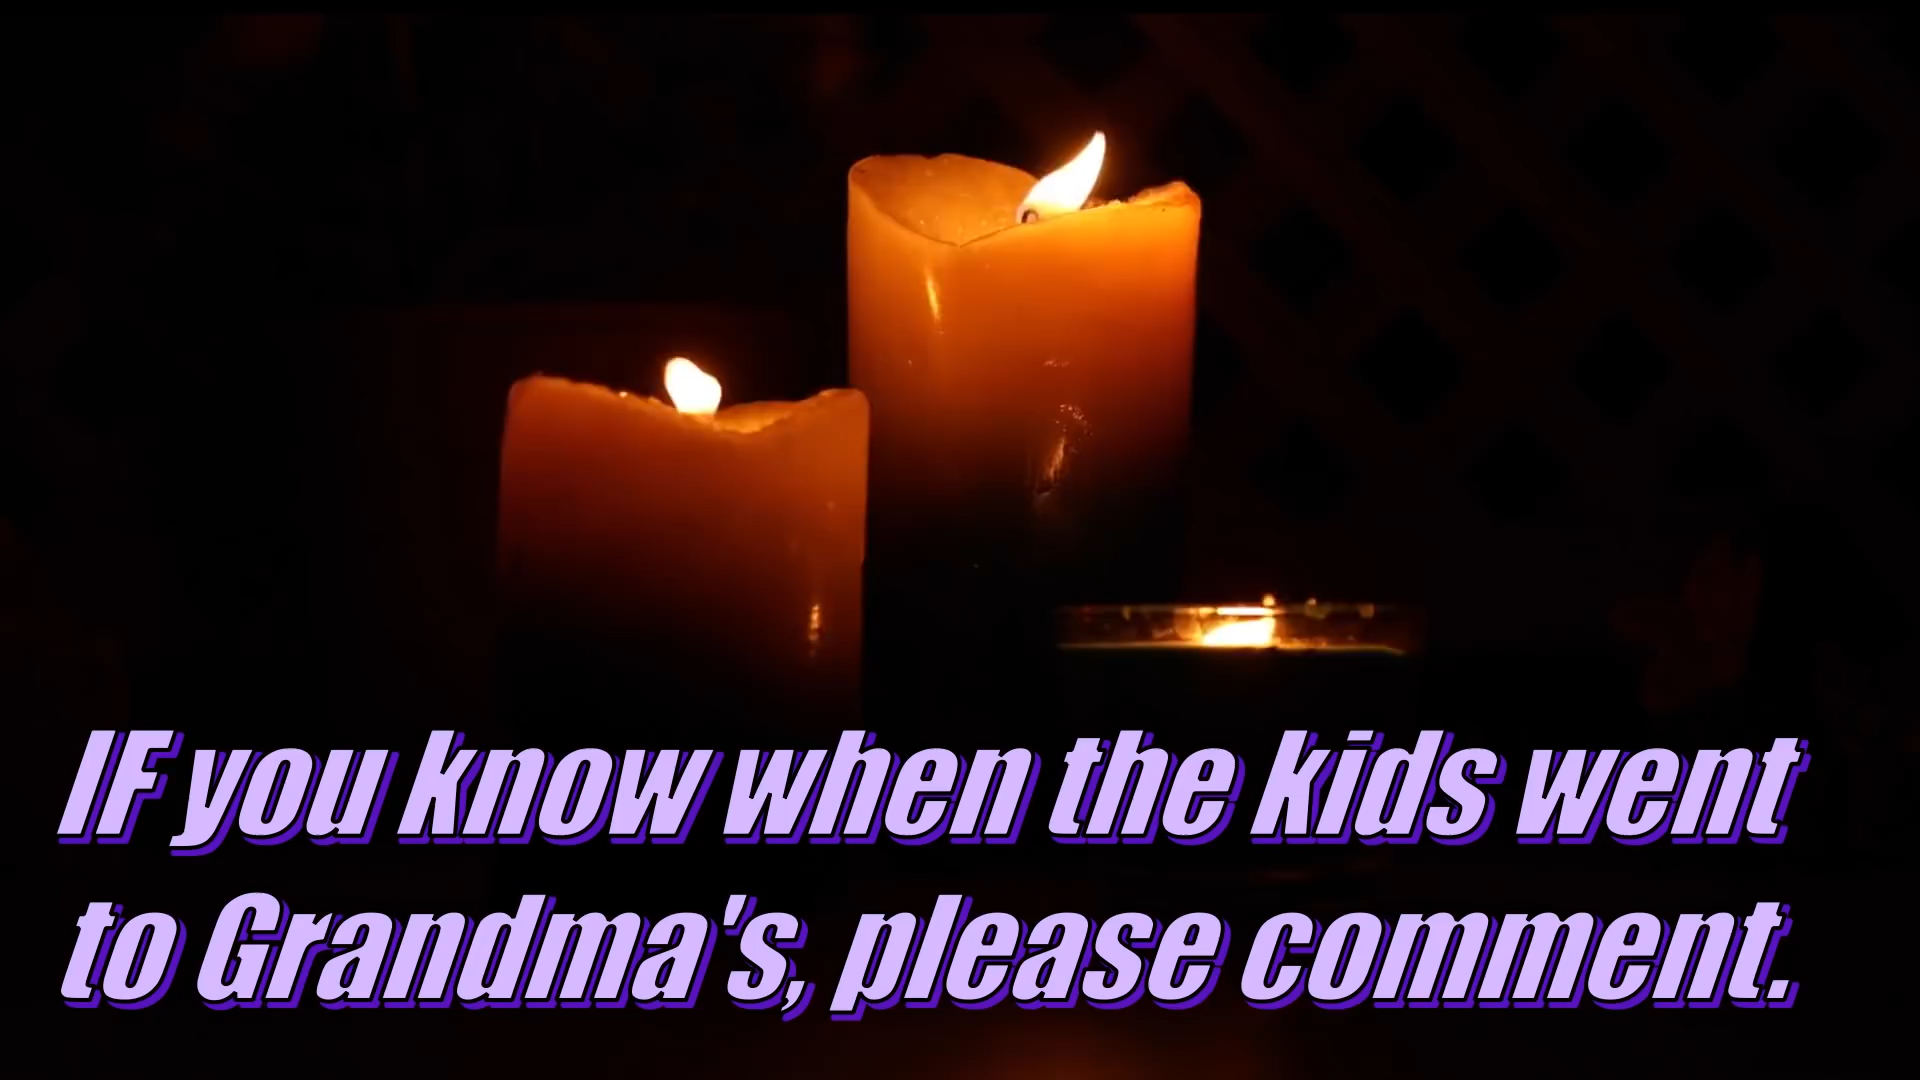 IF you know when the kids went
to Grandma's, please comment.